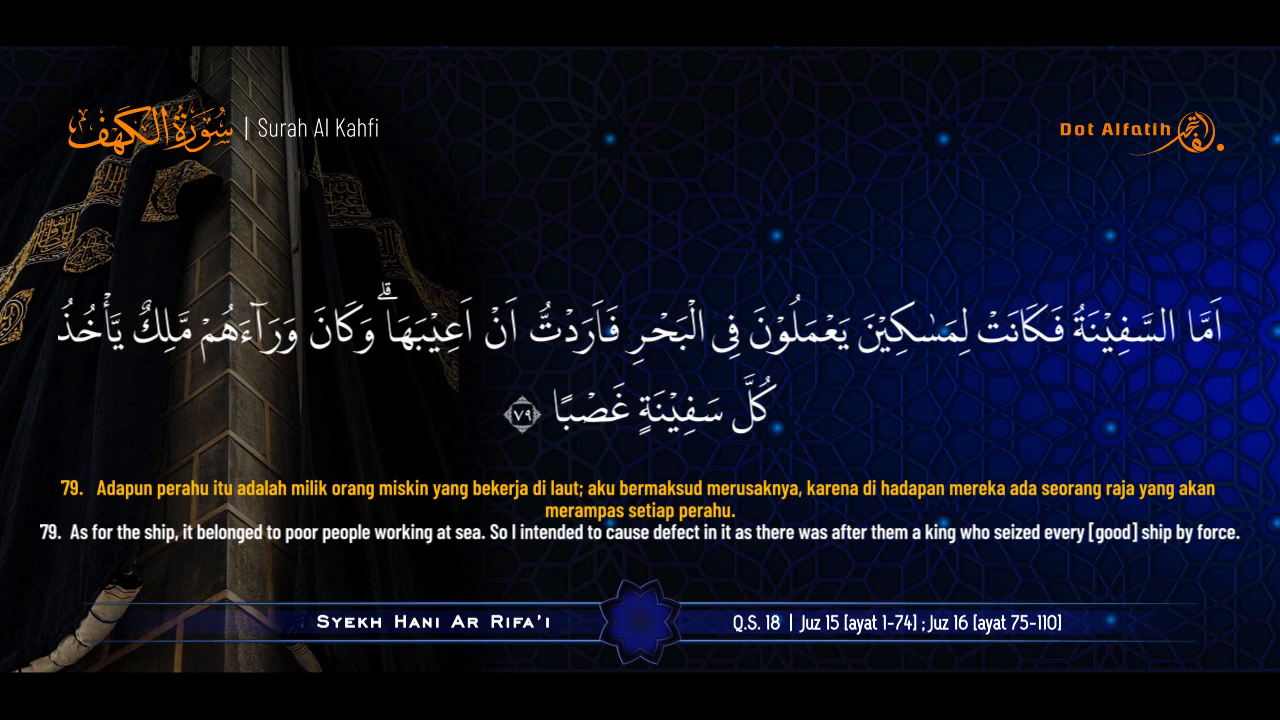 سُوْرَةُ الْكَهْفِ | Surah Al Kahfi
Dot Alfatih
اَمَّا السَّفِيْنَةُ فَكَانَتْ لِمَسٰكِيْنَ يَعْمَلُوْنَ فِى الْبَحْرِ فَاَرَدْتُّ اَنْ اَعِيْبَهَاۗ وَكَانَ وَرَاۤءَهُمْ مَّلِكٌ يَّأْخُذُ
كُلَّ سَفِيْنَةٍ غَصْبًا ٧٩
79. Adapun perahu itu adalah milik orang miskin yang bekerja di laut; aku bermaksud merusaknya, karena di hadapan mereka ada seorang raja yang akan
merampas setiap perahu.
79. As for the ship, it belonged to poor people working at sea. So I intended to cause defect in it as there was after them a king who seized every [good] ship by force.
Syekh Hani Ar Rifa'i
Q.S. 18 | Juz 15 [ayat 1-74] ; Juz 16 [ayat 75-110]